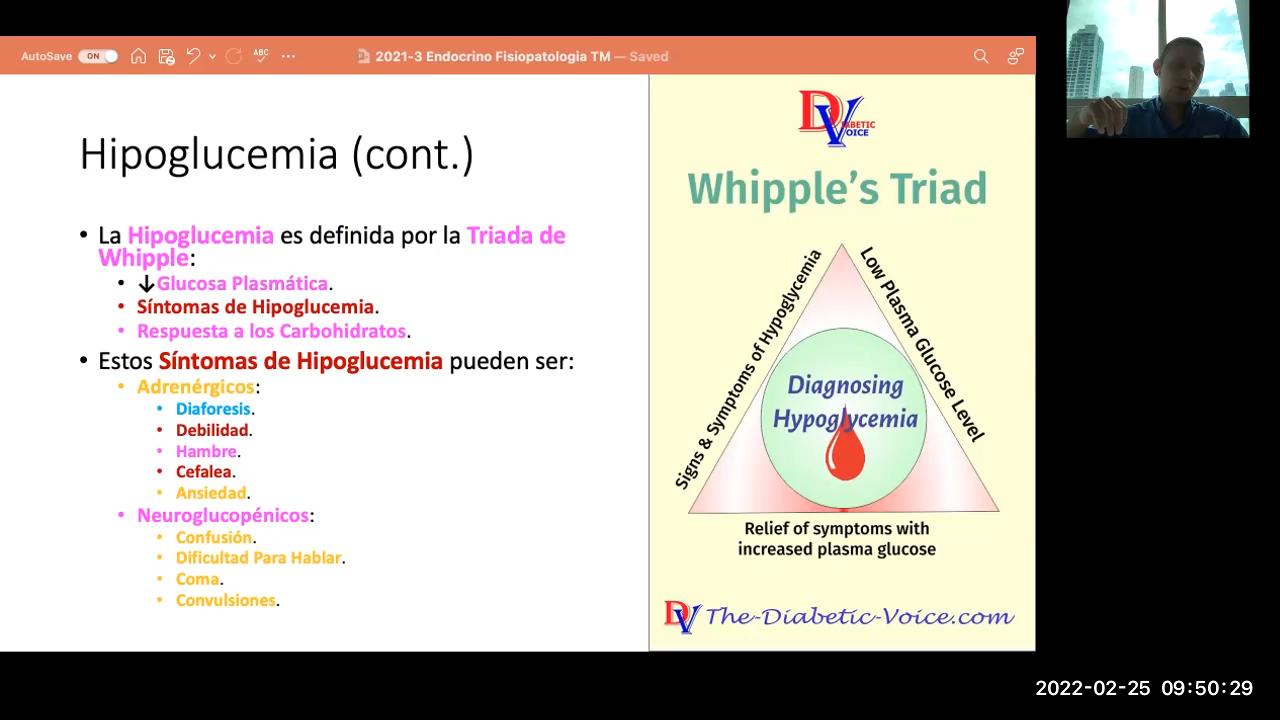 AutoSave ON ABC ••• 2021-3 Endocrino Fisiopatologia TM — Saved
Hipoglucemia (cont.)
• La Hipoglucemia es definida por la Triada de
Whipple:
• ↓Glucosa Plasmática.
• Síntomas de Hipoglucemia.
• Respuesta a los Carbohidratos.
• Estos Síntomas de Hipoglucemia pueden ser:
• Adrenérgicos:
• Diaforesis.
• Debilidad.
• Hambre.
• Cefalea.
• Ansiedad.
• Neuroglucopénicos:
• Confusión.
• Dificultad Para Hablar.
• Coma.
• Convulsiones.
DIABETIC
VOICE
Whipple's Triad
Signs & Symptoms of Hypoglycemia
Low Plasma Glucose Level
Diagnosing
Hypoglycemia
Relief of symptoms with
increased plasma glucose
DV The-Diabetic-Voice.com
2022-02-25 09:50:29